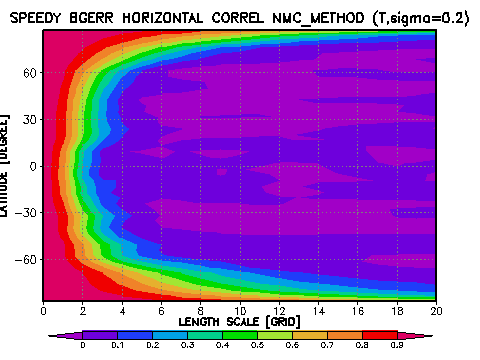 SPEEDY BGERR HORIZONTAL CORREL NMC_METHOD (T,sigma=0.2)
LATITUDE [DEGREE]
60
30
0
-30
-60
0 2 4 6 8 10 12 14 16 18 20
LENGTH SCALE [GRID]
0 0.1 0.2 0.3 0.4 0.5 0.6 0.7 0.8 0.9